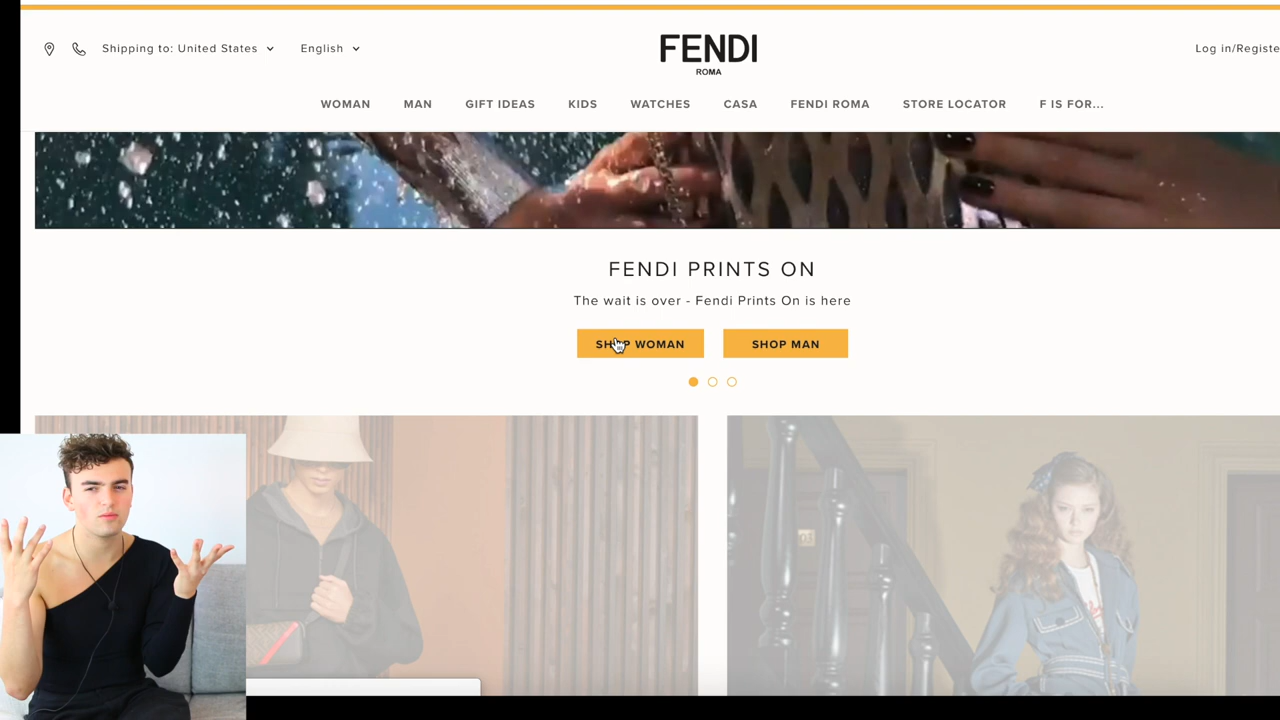 Shipping to: United States
English
FENDI
ROMA
Log in/Registe
WOMAN MAN GIFT IDEAS KIDS WATCHES CASA FENDI ROMA STORE LOCATOR F IS FOR...
FENDI PRINTS ON
The wait is over - Fendi Prints On is here
SHOP WOMAN
SHOP MAN